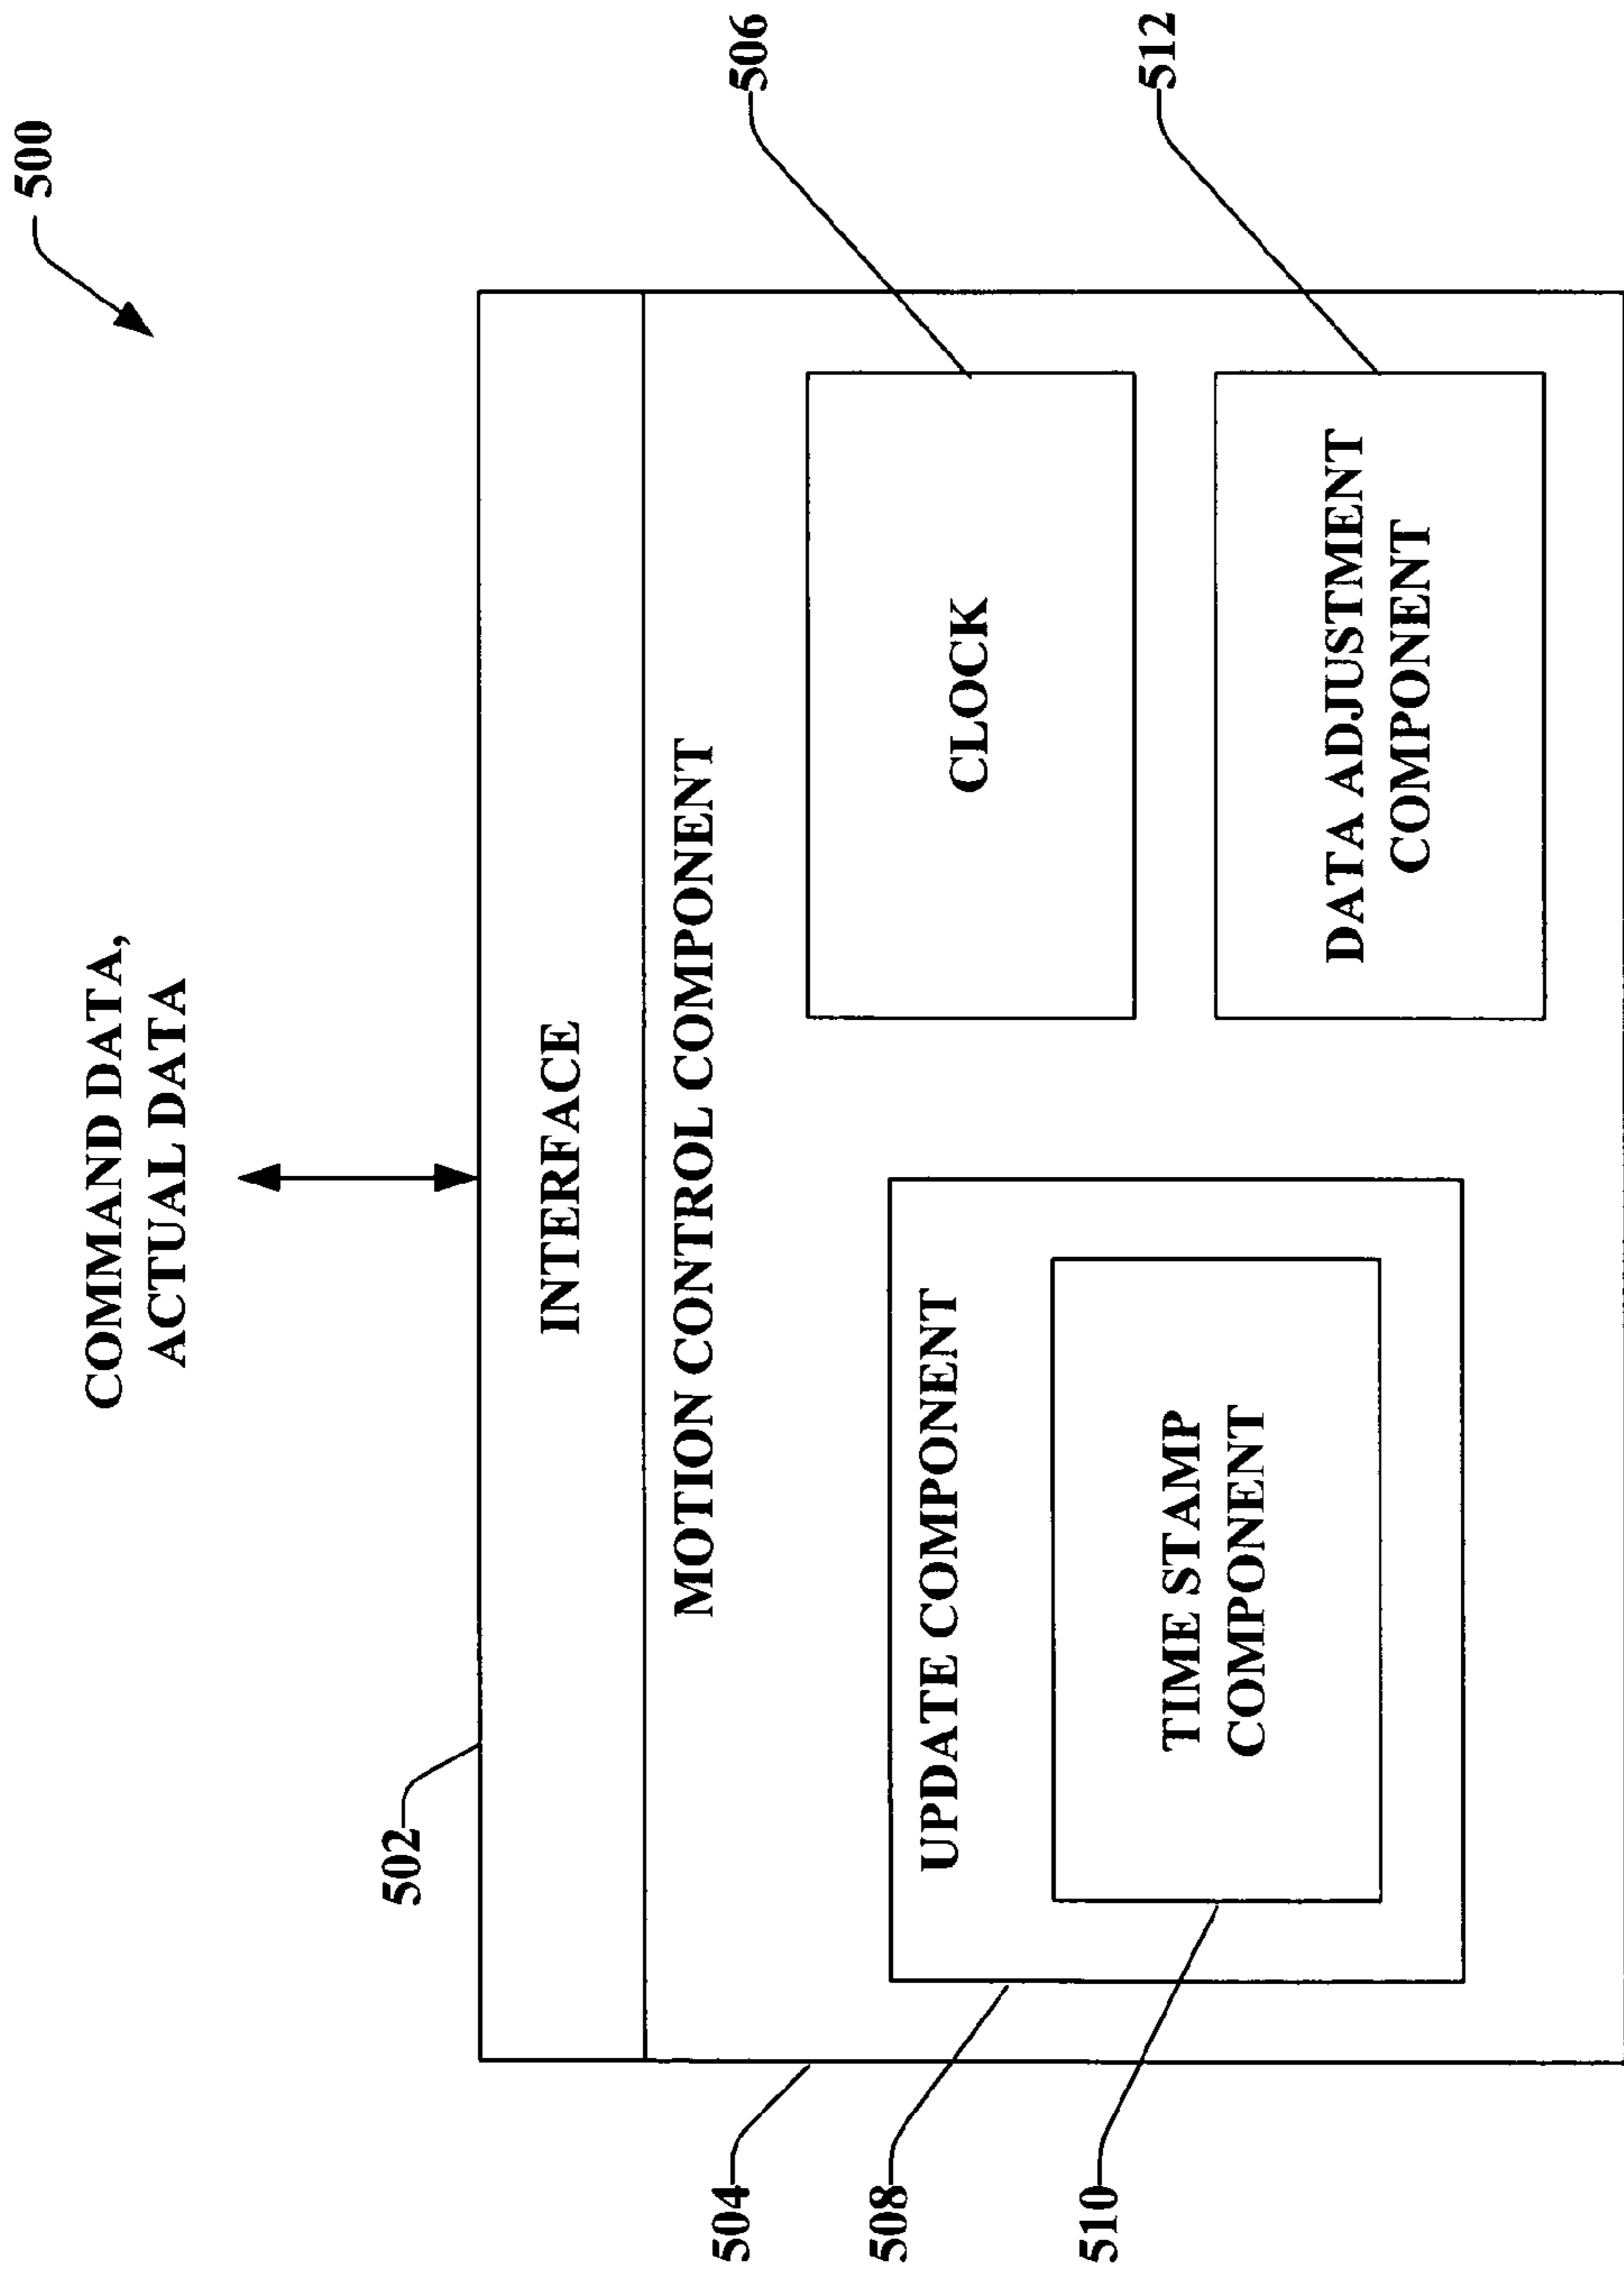 500
COMMAND DATA,
ACTUAL DATA
502
INTERFACE
504
MOTION CONTROL COMPONENT
506
508
UPDATE COMPONENT
CLOCK
510
TIME STAMP
COMPONENT
512
DATA ADJUSTMENT
COMPONENT